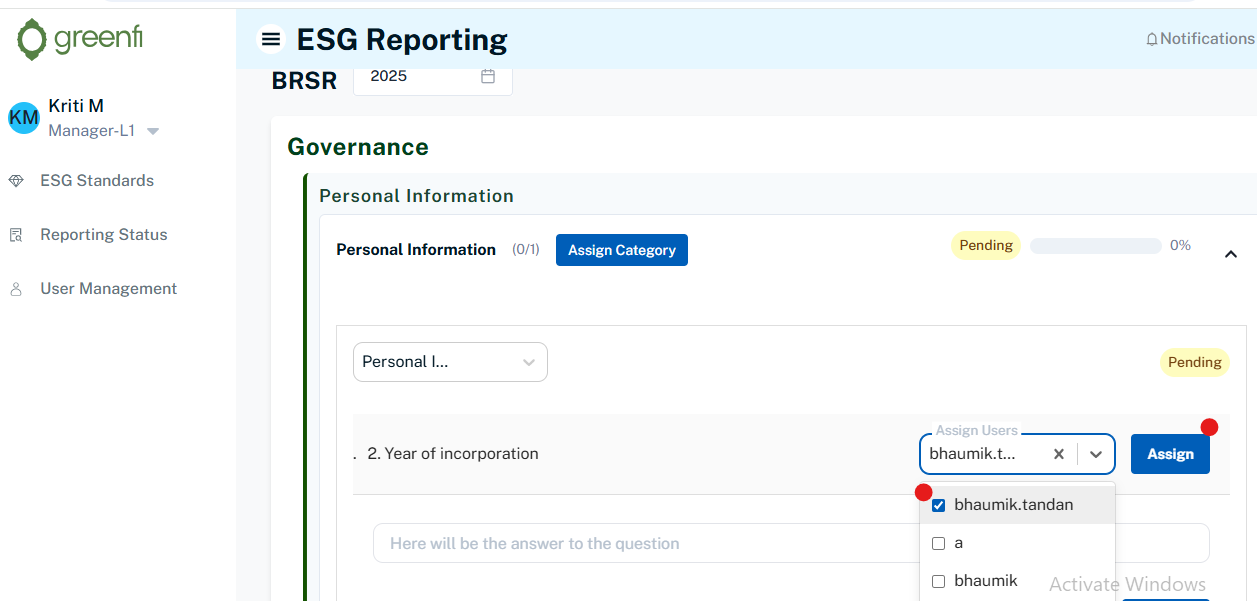 greenfi
ESG Reporting
Notifications
BRSR
2025
KM
Kriti M
Manager-L1
ESG Standards
Reporting Status
User Management
Governance
Personal Information
Personal Information (0/1) Assign Category Pending 0%
Personal I... Pending
. 2. Year of incorporation
Assign Users
bhaumik.t... Assign
bhaumik.tandan
Here will be the answer to the question
a
bhaumik
Activate Windows